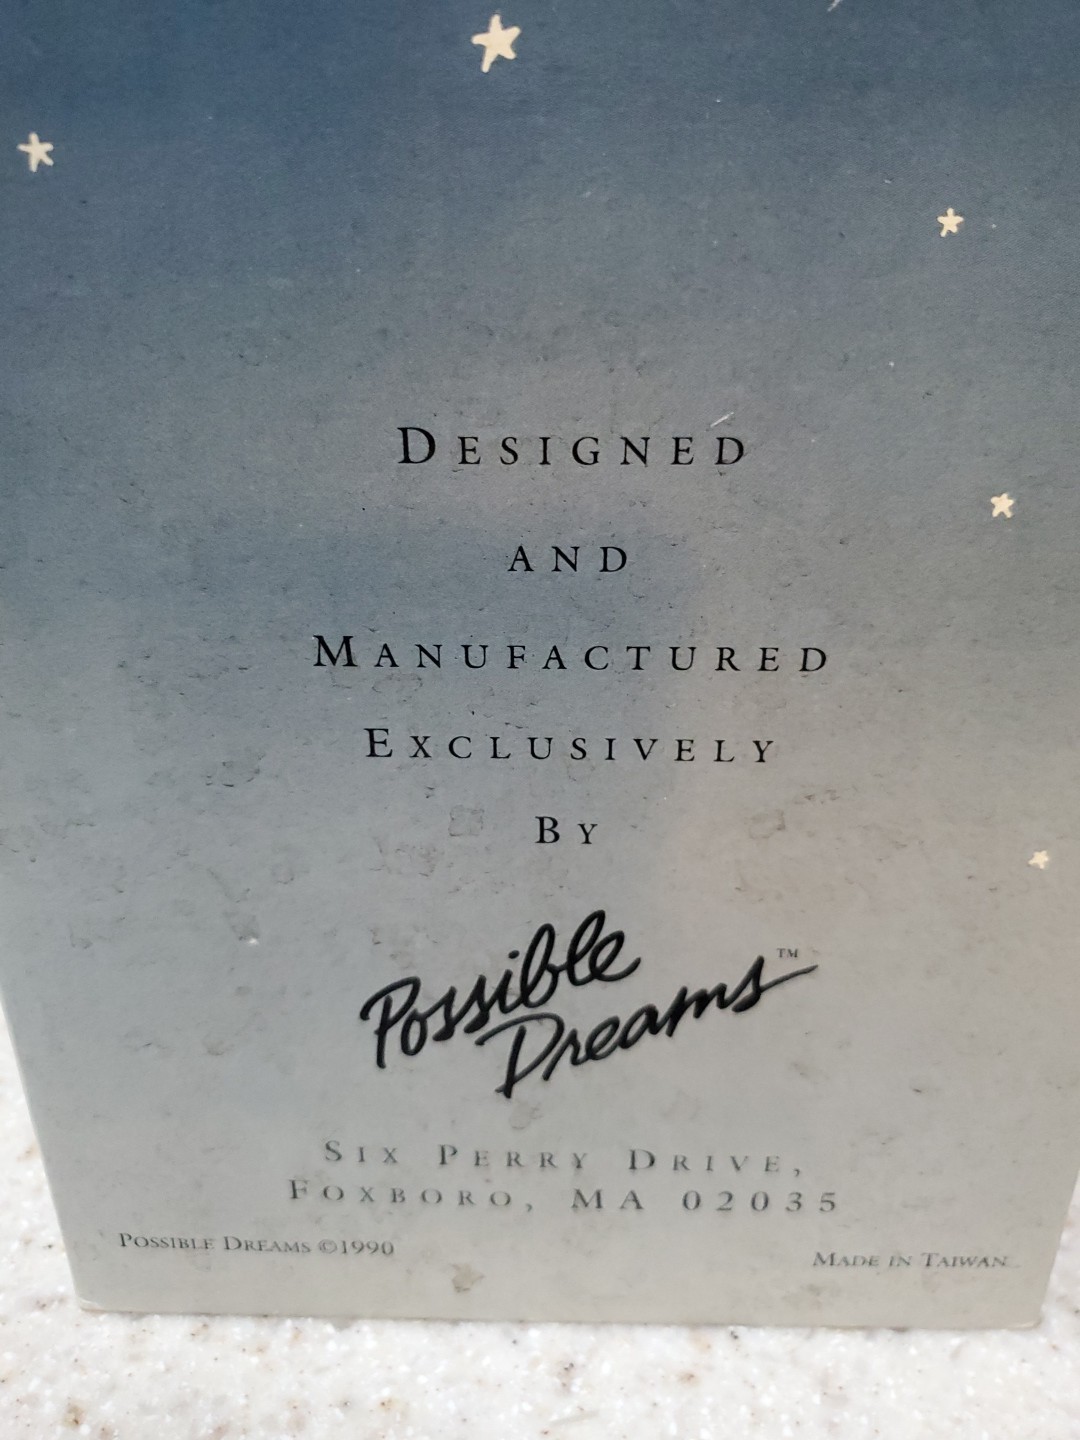 DESIGNED
AND
MANUFACTURED
EXCLUSIVELY
BY
Possible
Dreams™
SIX PERRY DRIVE,
FOXBORO, MA 02035
POSSIBLE DREAMS ©1990
MADE IN TAIWAN